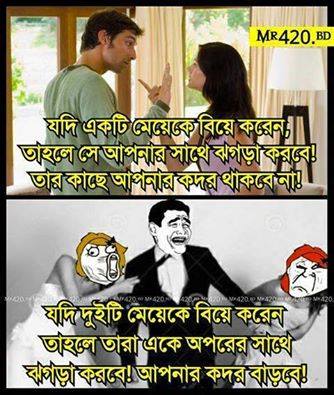 MR420.BD
যদি একটি মেয়েকে বিয়ে করেন,
তাহলে সে আপনার সাথে ঝগড়া করবে!
তার কাছে আপনার কদর থাকবে না!
যদি দুইটি মেয়েকে বিয়ে করেন
তাহলে তারা একে অপরের সাথে
ঝগড়া করবে! আপনার কদর বাড়বে!